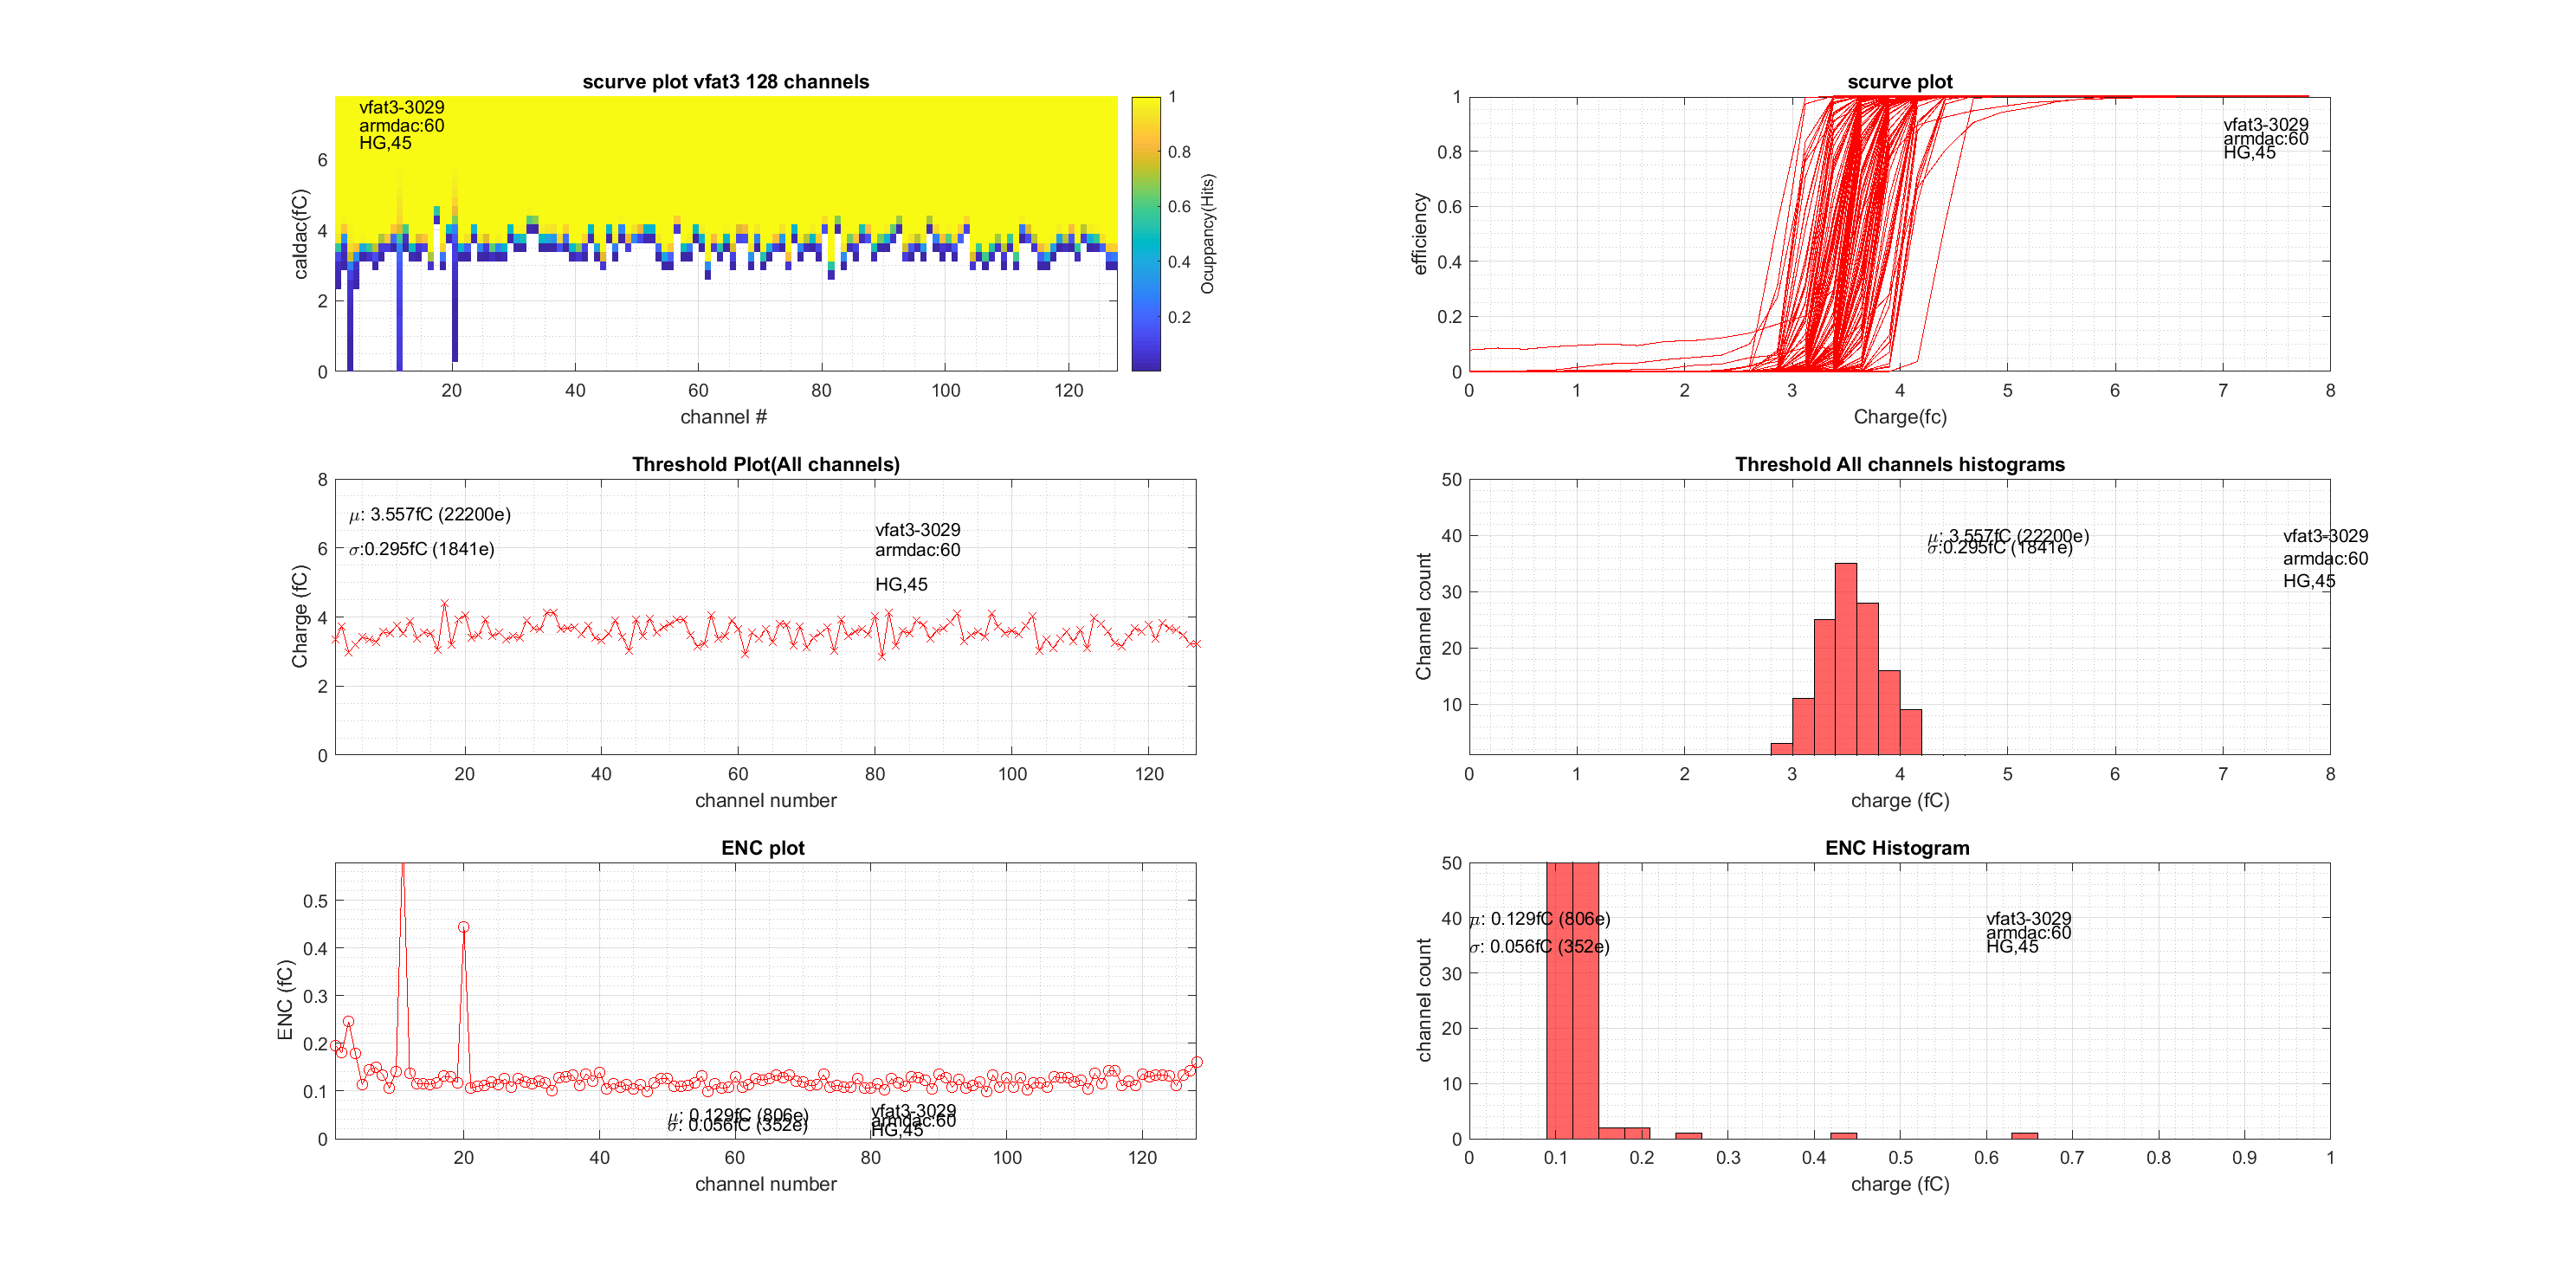 scurve plot vfat3 128 channels
vfat3-3029
armdac:60
HG,45
caldac(fC)
6
4
2
0
20 40 60 80 100 120
channel #
1
0.8
0.6
0.4
0.2
Ocuppancy(Hits)
scurve plot
vfat3-3029
armdac:60
HG,45
efficiency
1
0.8
0.6
0.4
0.2
0
0 1 2 3 4 5 6 7 8
Charge(fc)
Threshold Plot(All channels)
μ: 3.557fC (22200e)
σ:0.295fC (1841e)
vfat3-3029
armdac:60
HG,45
Charge (fC)
8
6
4
2
0
20 40 60 80 100 120
channel number
Threshold All channels histograms
μ: 3.557fC (22200e)
σ:0.295fC (1841e)
vfat3-3029
armdac:60
HG,45
Channel count
50
40
30
20
10
0 1 2 3 4 5 6 7 8
charge (fC)
ENC plot
ENC (fC)
0.5
0.4
0.3
0.2
0.1
0
μ: 0.129fC (806e)
σ: 0.056fC (352e)
vfat3-3029
armdac:60
HG,45
20 40 60 80 100 120
channel number
ENC Histogram
μ: 0.129fC (806e)
σ: 0.056fC (352e)
vfat3-3029
armdac:60
HG,45
channel count
50
40
30
20
10
0
0 0.1 0.2 0.3 0.4 0.5 0.6 0.7 0.8 0.9 1
charge (fC)